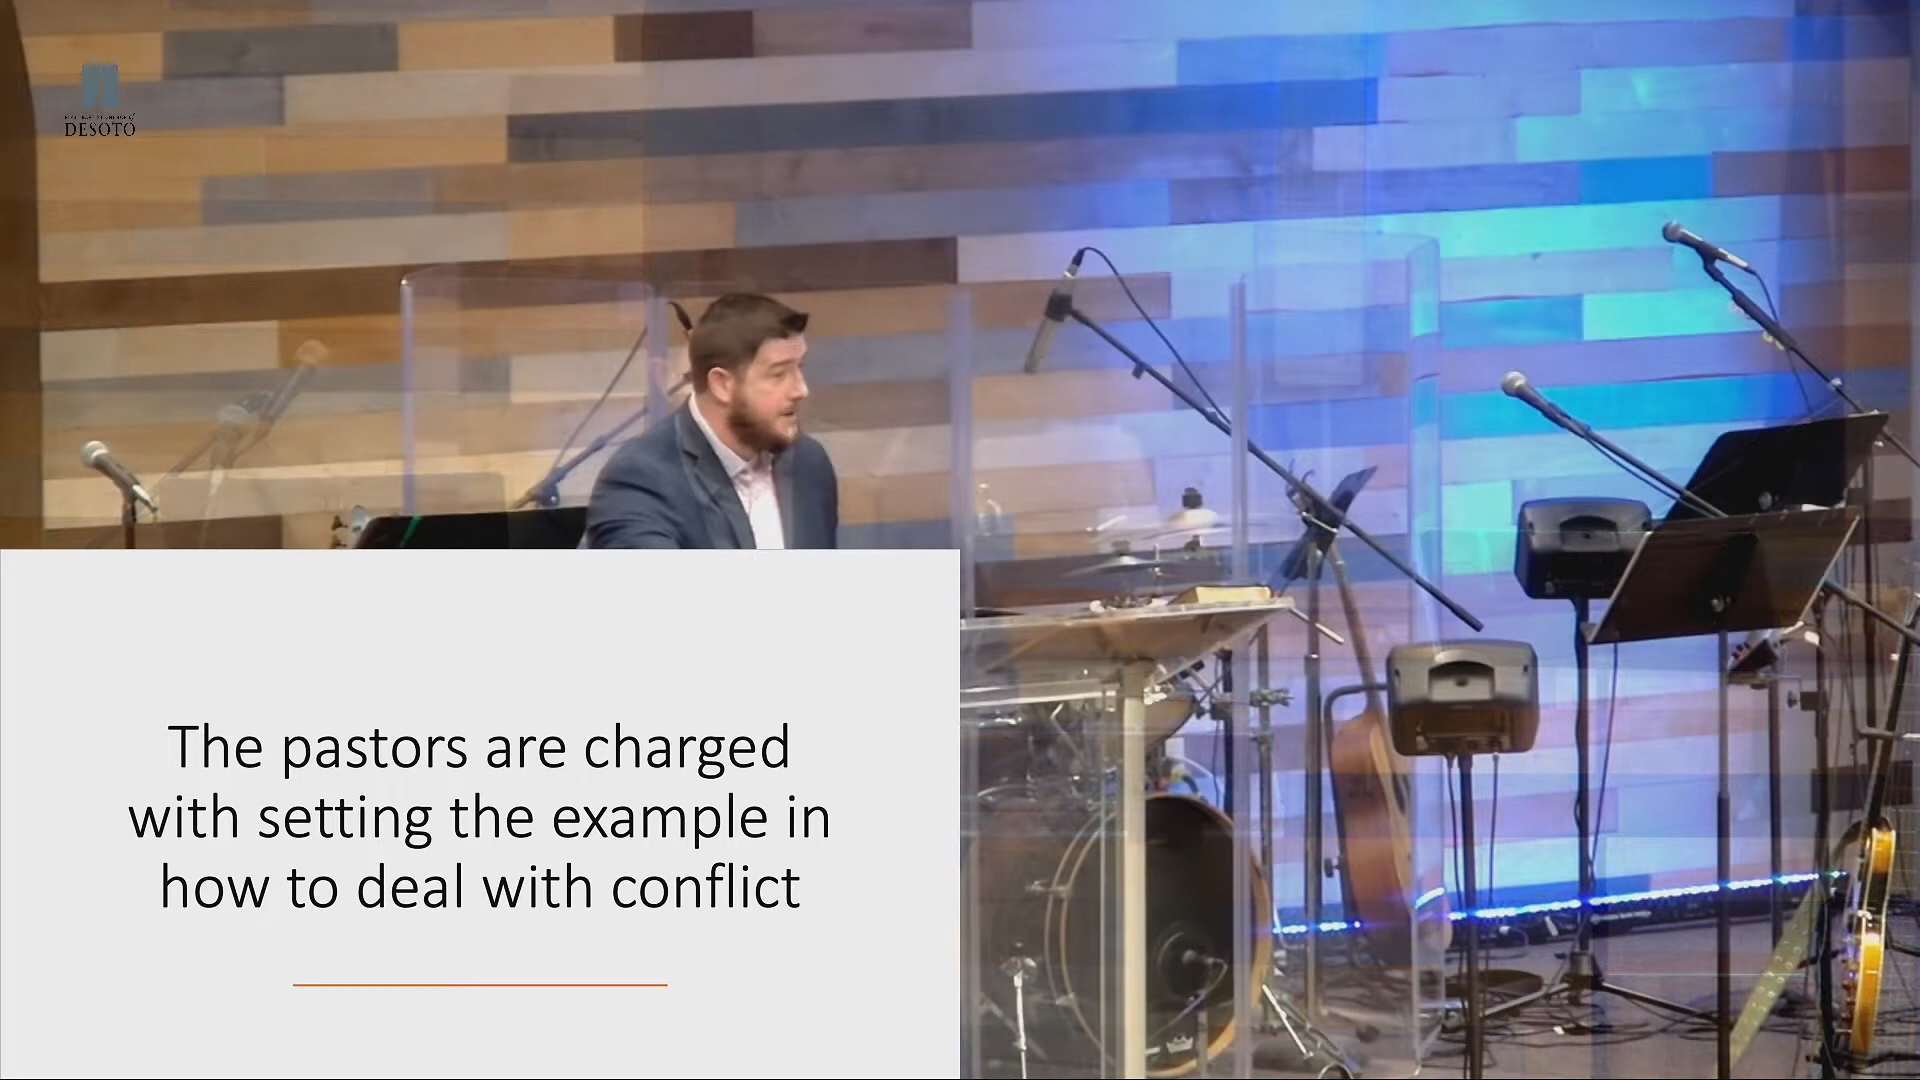 DESOTO
The pastors are charged
with setting the example in
how to deal with conflict